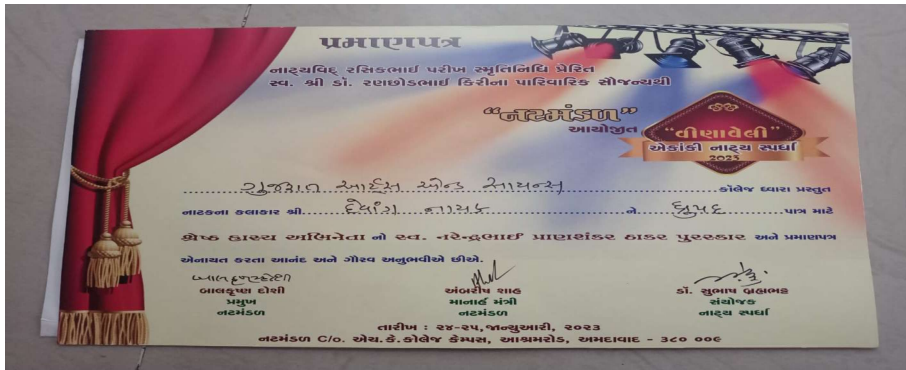 પ્રમાણપત્ર
નાટ્યવિદ્ રસિકભાઈ પરીખ સ્મૃતિનિધિ પ્રેરિત
સ્વ. શ્રી ડૉ. રણછોડભાઈ કિરીના પારિવારિક સૌજન્યથી
“નટમંડળ”
આયોજીત
“વીણાવેલી”
એકાંકી નાટ્ય સ્પર્ધા
2023
ગુજરાત આર્ટ્સ એન્ડ સાયન્સ કૉલેજ ધ્વારા પ્રસ્તુત
નાટકના કલાકાર શ્રી દેવાંગ નાયક ને દ્રુપદ પાત્ર માટે
શ્રેષ્ઠ હાસ્ય અભિનેતા નો સ્વ. નરેન્દ્રભાઈ પ્રાણશંકર ઠાકર પુરસ્કાર અને પ્રમાણપત્ર
એનાયત કરતા આનંદ અને ગૌરવ અનુભવીએ છીએ.
બાલકૃષ્ણ દોશી અંબરીષ શાહ ડૉ. સુભાષ બ્રહ્મભટ્ટ
પ્રમુખ માનાર્હ મંત્રી સંયોજક
નટમંડળ નટમંડળ નાટ્ય સ્પર્ધા
તારીખ : ૨૪-૨૫,જાન્યુઆરી, ૨૦૨૩
નટમંડળ C/o. એચ.કે.કોલેજ કેમ્પસ, આશ્રમરોડ, અમદાવાદ - ૩૮૦ ૦૦૯